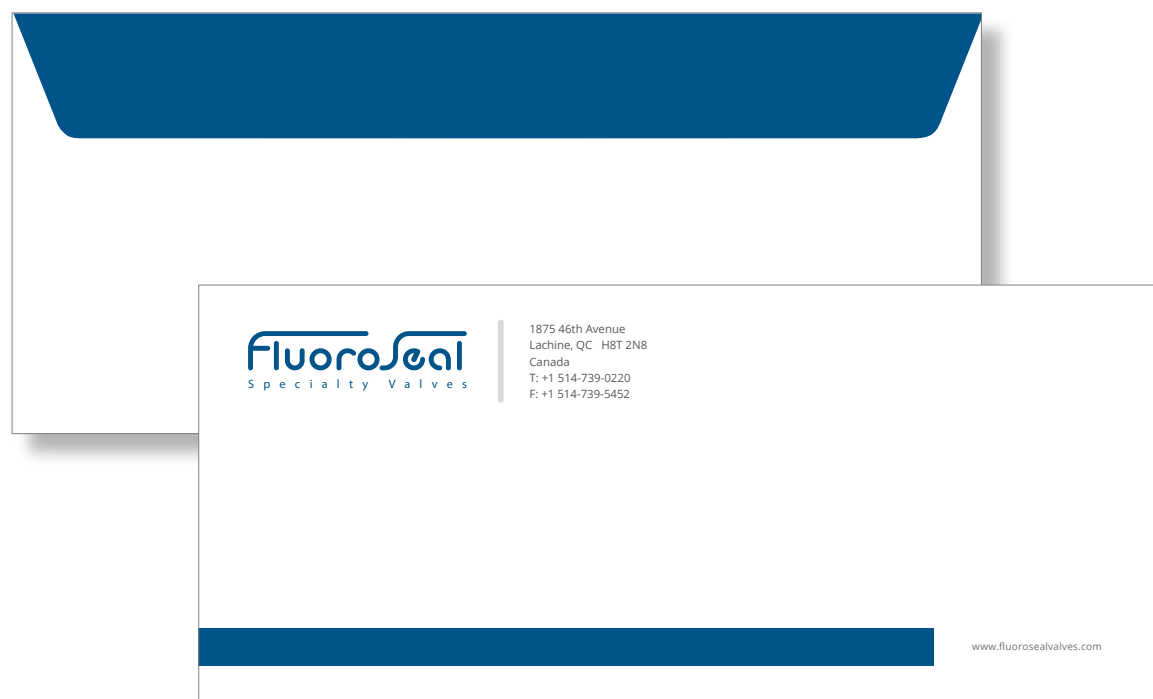 FluoroSeal
Specialty Valves
1875 46th Avenue
Lachine, QC   H8T 2N8
Canada
T: +1 514-739-0220
F: +1 514-739-5452
www.fluorosealvalves.com